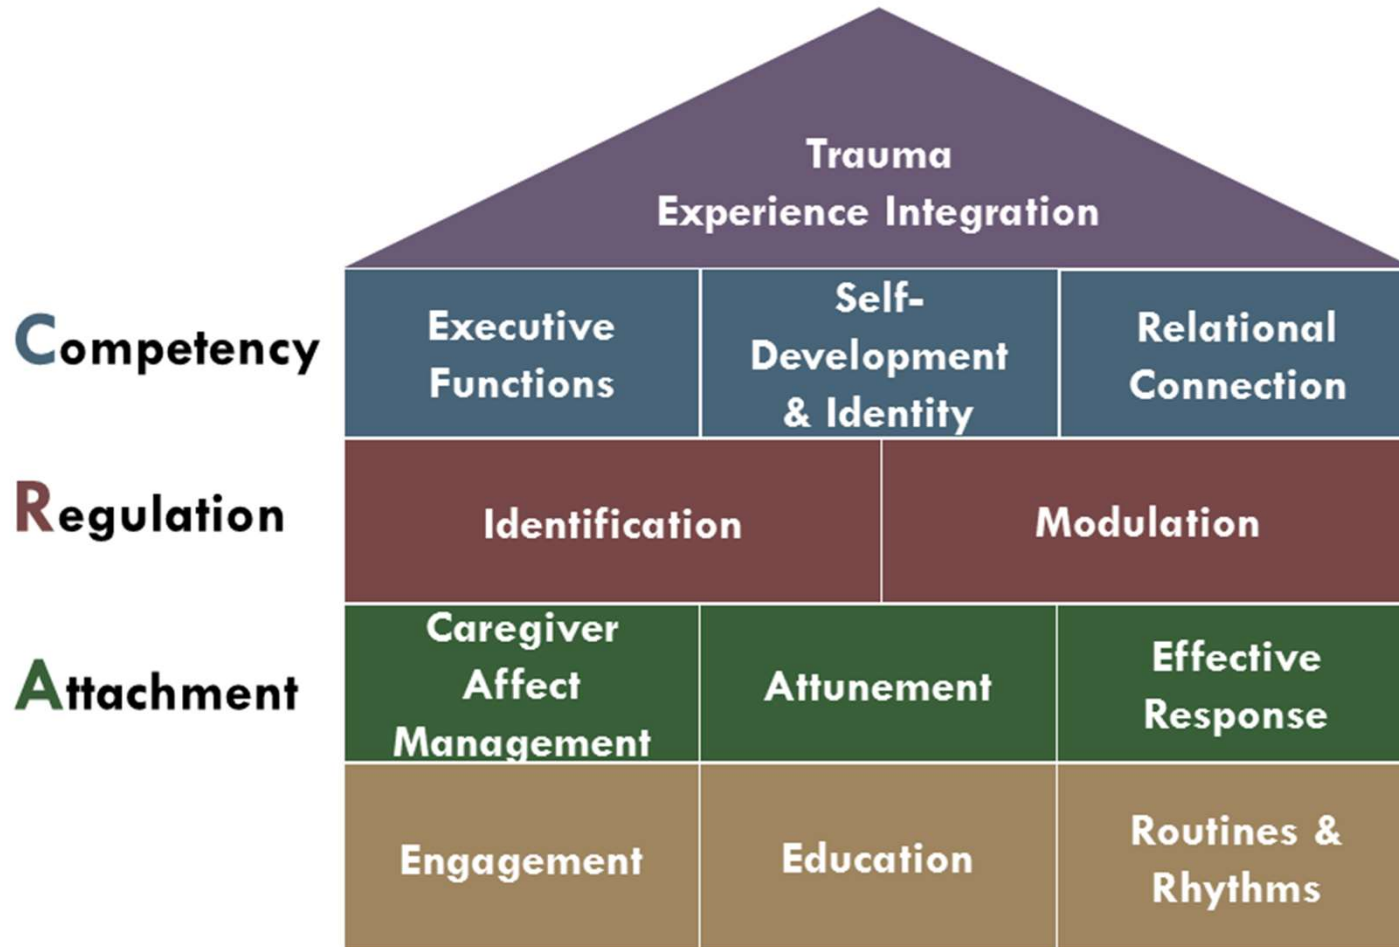 Trauma
Experience Integration
Competency
Executive
Functions
Self-
Development
& Identity
Relational
Connection
Regulation
Identification
Modulation
Attachment
Caregiver
Affect
Management
Attunement
Effective
Response
Engagement
Education
Routines &
Rhythms